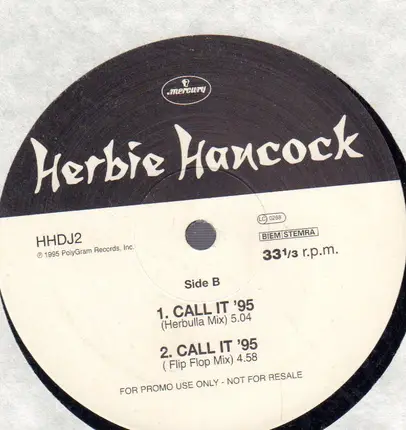 mercury
Herbie Hancock
HHDJ2
℗ 1995 PolyGram Records, Inc.
LC 0268
BIEM STEMRA
33 1/3 r.p.m.
Side B
1. CALL IT '95
(Herbulla Mix) 5.04
2. CALL IT '95
( Flip Flop Mix) 4.58
FOR PROMO USE ONLY - NOT FOR RESALE